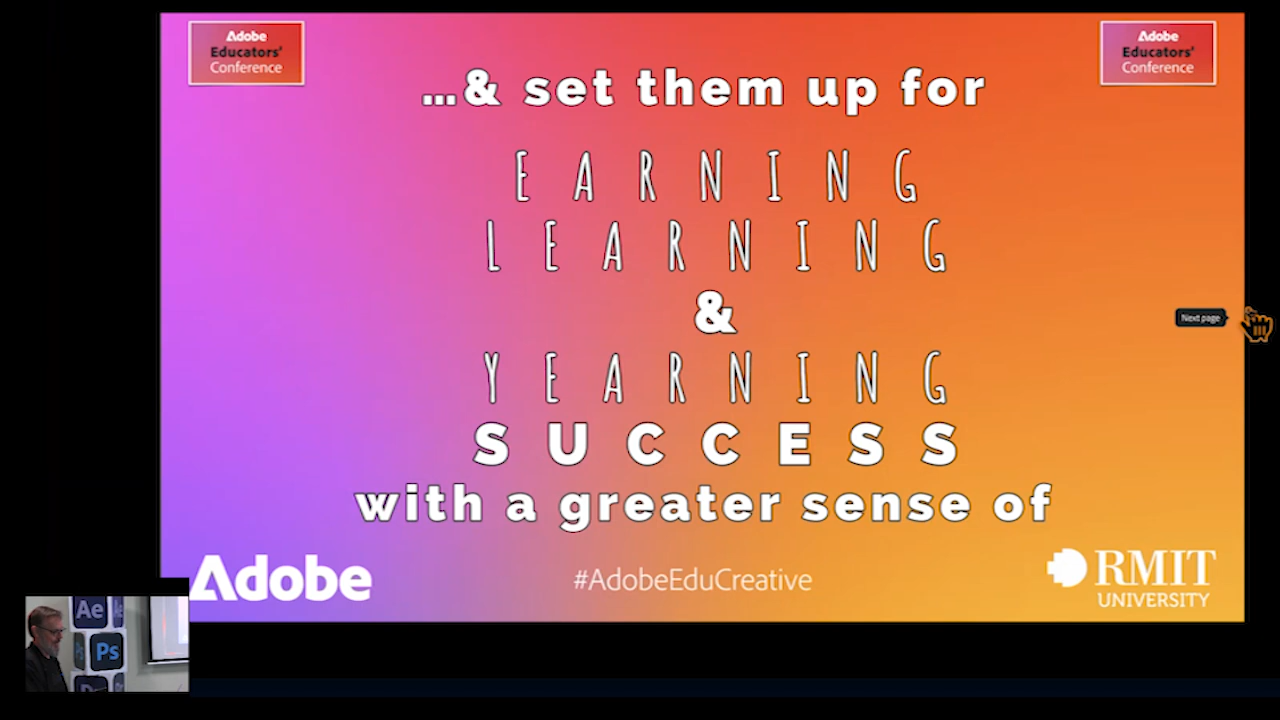 Adobe
Educators'
Conference
Adobe
Educators'
Conference
...& set them up for
EARNING
LEARNING
&
YEARNING
SUCCESS
with a greater sense of
Next page
Adobe
#AdobeEduCreative
RMIT
UNIVERSITY
Ae
Ps